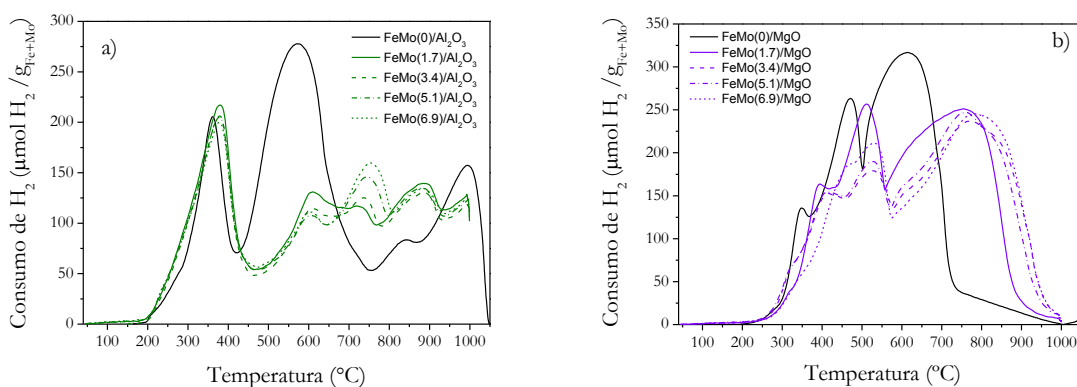 a)
FeMo(0)/Al₂O₃
FeMo(1.7)/Al₂O₃
FeMo(3.4)/Al₂O₃
FeMo(5.1)/Al₂O₃
FeMo(6.9)/Al₂O₃
Consumo de H₂ (µmol H₂ /g_Fe+Mo)
300
250
200
150
100
50
0
100 200 300 400 500 600 700 800 900 1000
Temperatura (°C)
b)
FeMo(0)/MgO
FeMo(1.7)/MgO
FeMo(3.4)/MgO
FeMo(5.1)/MgO
FeMo(6.9)/MgO
Consumo de H₂ (µmol H₂ /g_Fe+Mo)
350
300
250
200
150
100
50
0
100 200 300 400 500 600 700 800 900 1000
Temperatura (ºC)